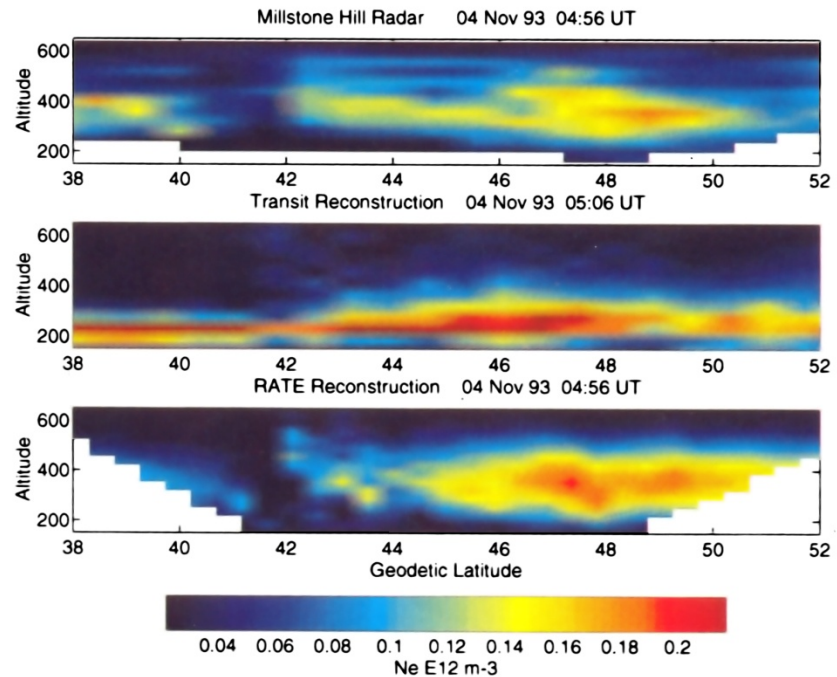 Millstone Hill Radar 04 Nov 93 04:56 UT
600
400
200
Altitude
38 40 42 44 46 48 50 52
Transit Reconstruction 04 Nov 93 05:06 UT
600
400
200
Altitude
38 40 42 44 46 48 50 52
RATE Reconstruction 04 Nov 93 04:56 UT
600
400
200
Altitude
38 40 42 44 46 48 50 52
Geodetic Latitude
0.04 0.06 0.08 0.1 0.12 0.14 0.16 0.18 0.2
Ne E12 m-3